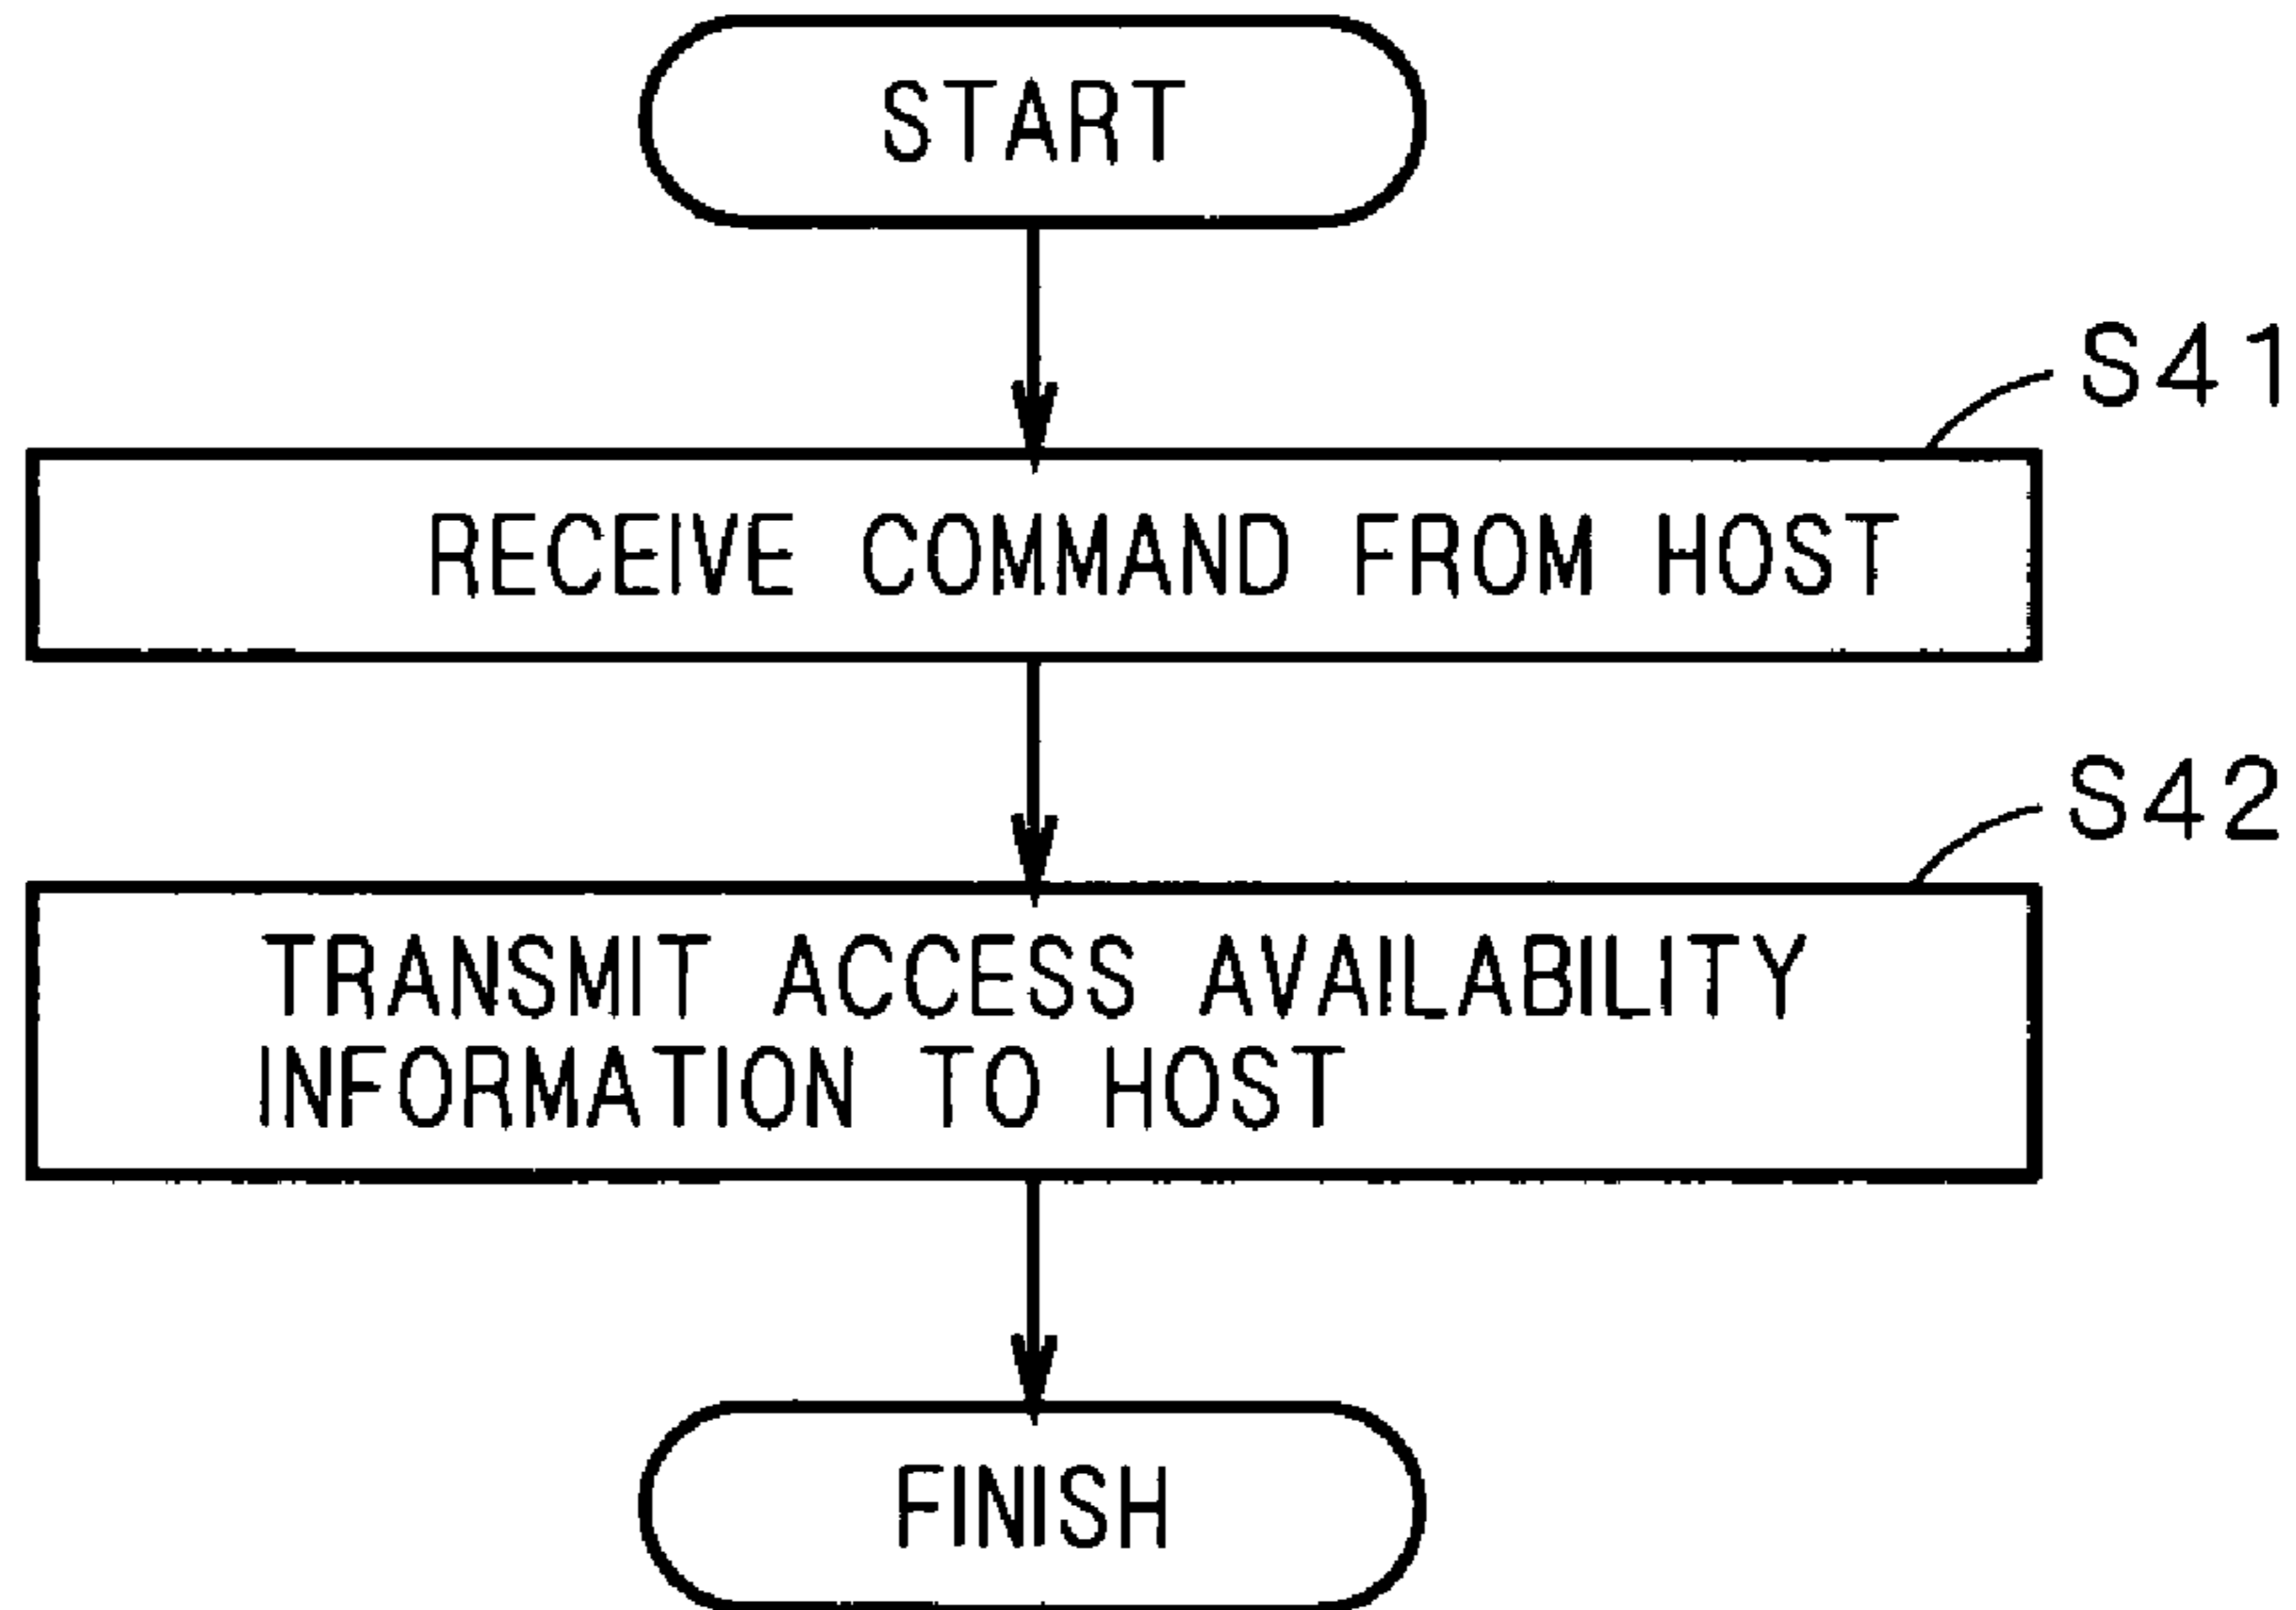 START
S41
RECEIVE COMMAND FROM HOST
S42
TRANSMIT ACCESS AVAILABILITY
INFORMATION TO HOST
FINISH